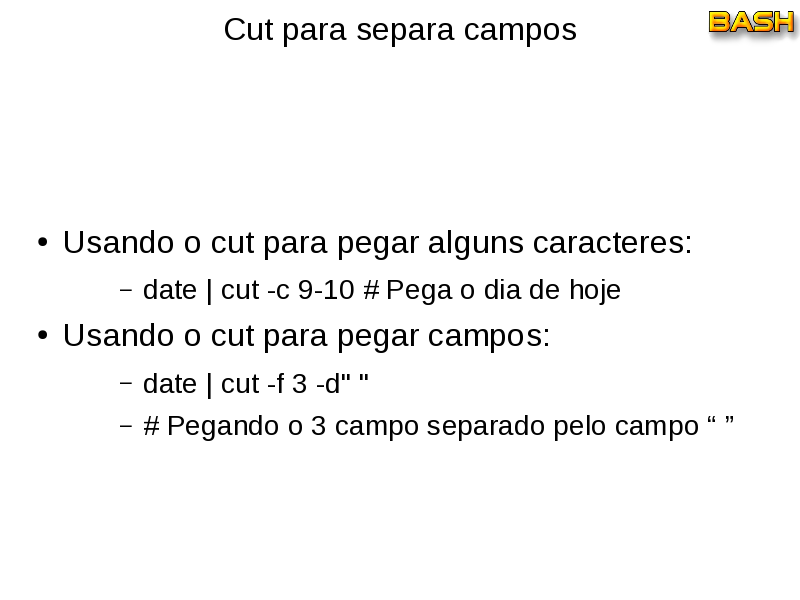 Cut para separa campos
BASH
• Usando o cut para pegar alguns caracteres:
– date | cut -c 9-10 # Pega o dia de hoje
• Usando o cut para pegar campos:
– date | cut -f 3 -d" "
– # Pegando o 3 campo separado pelo campo “ ”